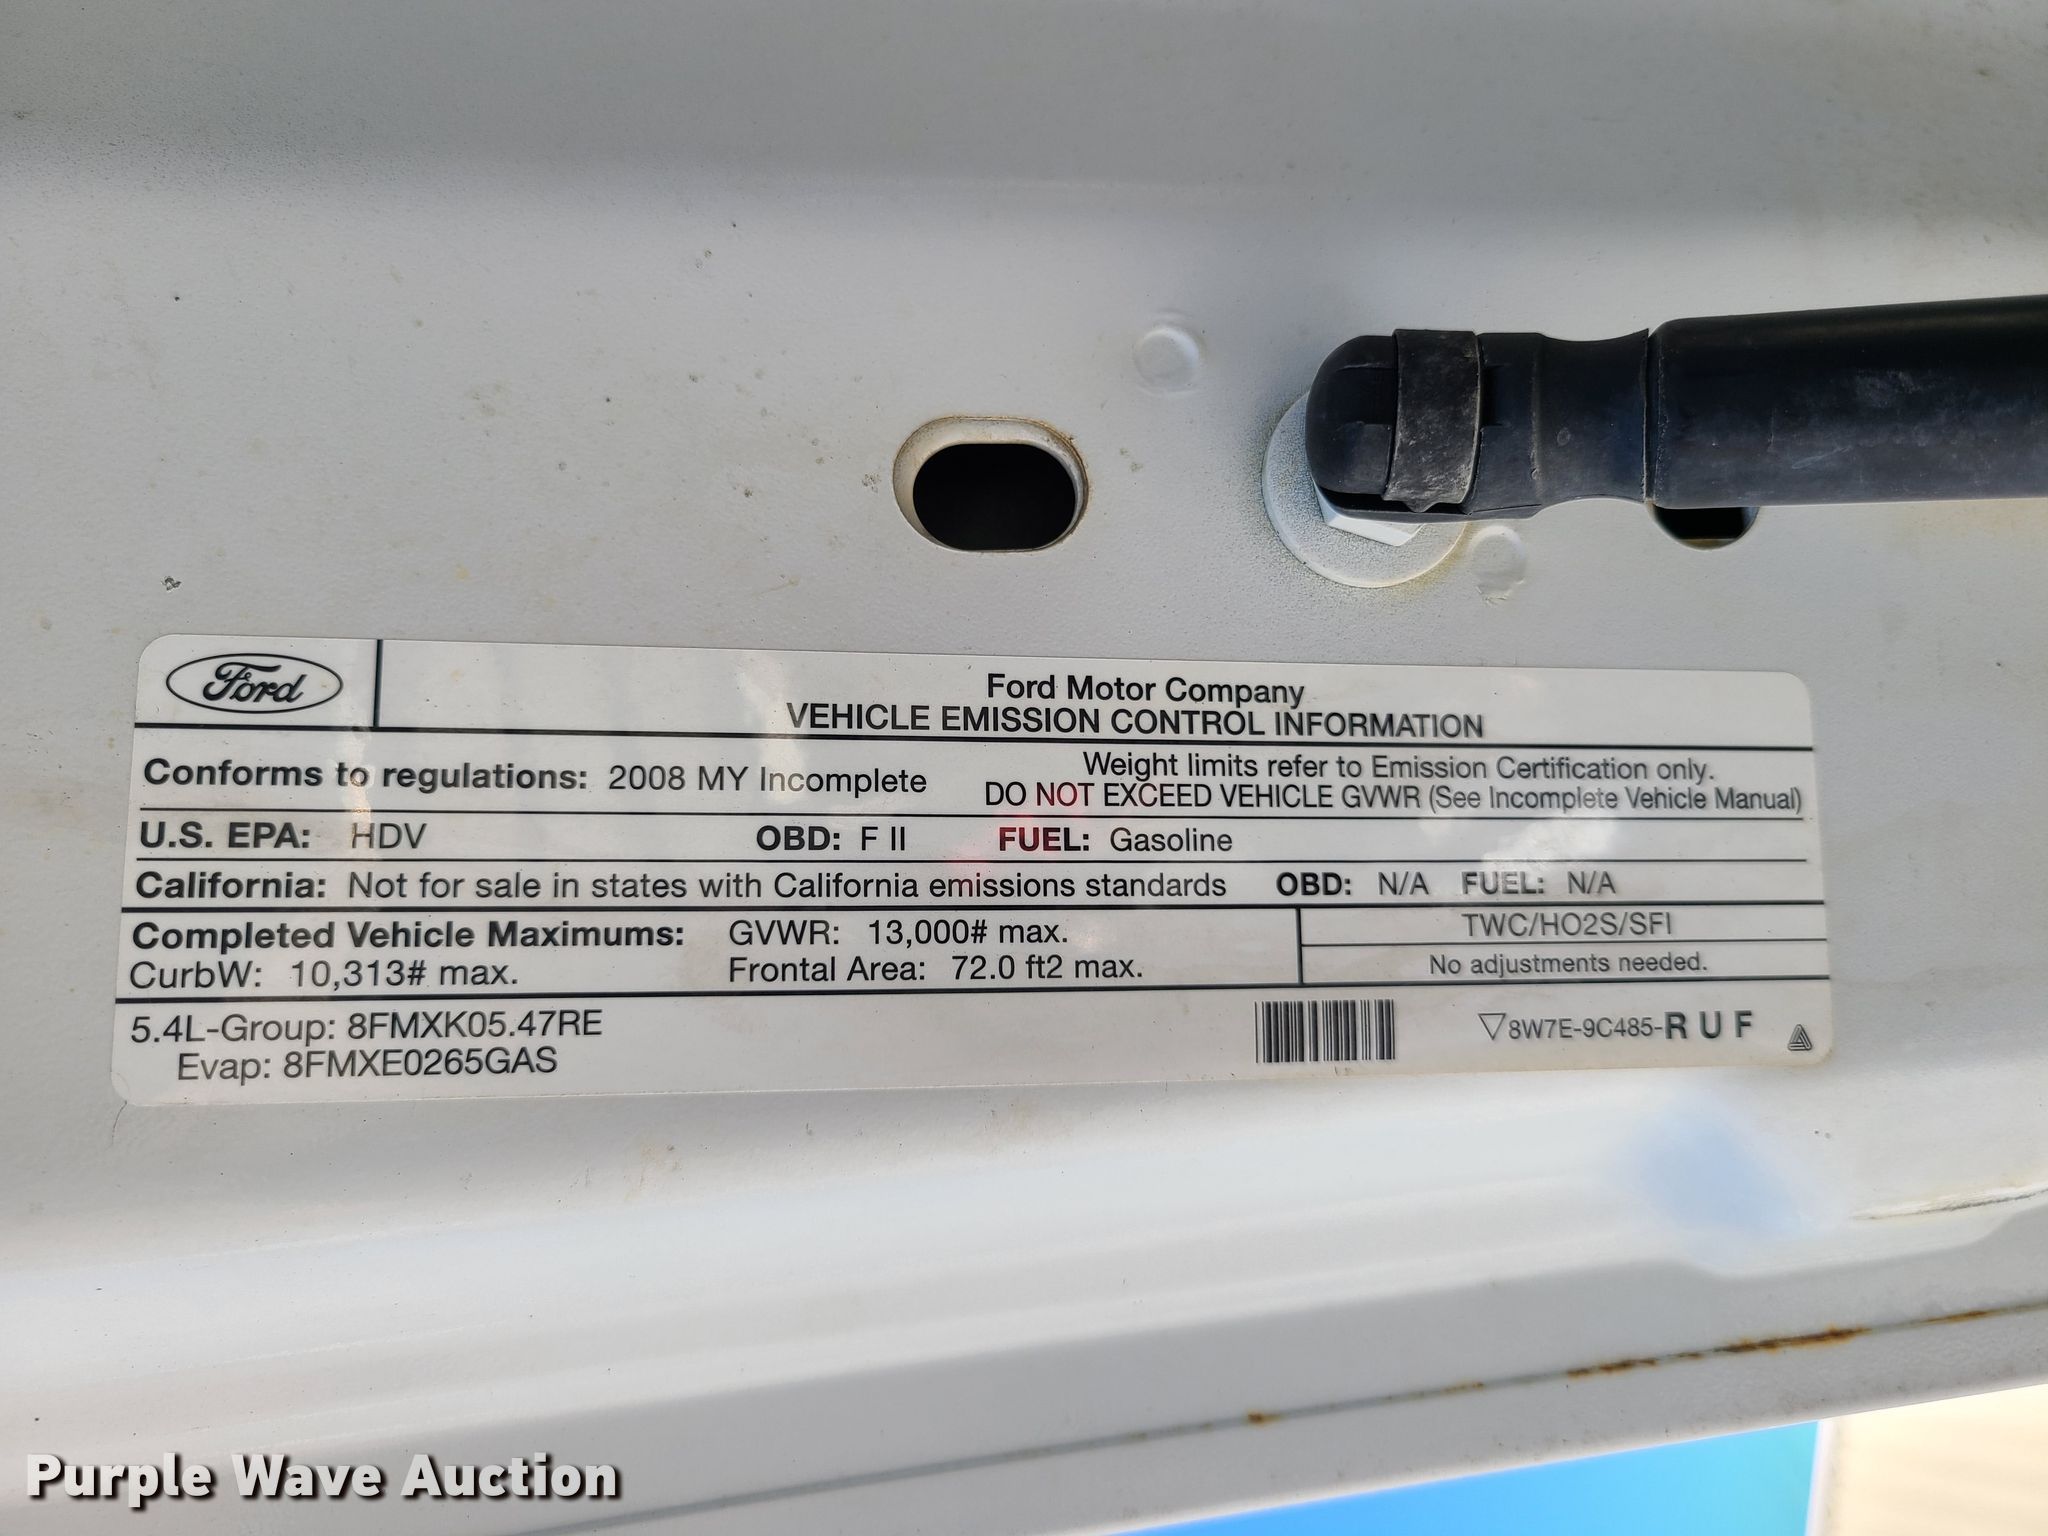 Ford
Ford Motor Company
VEHICLE EMISSION CONTROL INFORMATION
Conforms to regulations: 2008 MY Incomplete
Weight limits refer to Emission Certification only.
DO NOT EXCEED VEHICLE GVWR (See Incomplete Vehicle Manual)
U.S. EPA: HDV OBD: F II FUEL: Gasoline
California: Not for sale in states with California emissions standards OBD: N/A FUEL: N/A
Completed Vehicle Maximums: GVWR: 13,000# max.
CurbW: 10,313# max. Frontal Area: 72.0 ft2 max.
TWC/HO2S/SFI
No adjustments needed.
5.4L-Group: 8FMXK05.47RE
Evap: 8FMXE0265GAS
8W7E-9C485-R U F
Purple Wave Auction